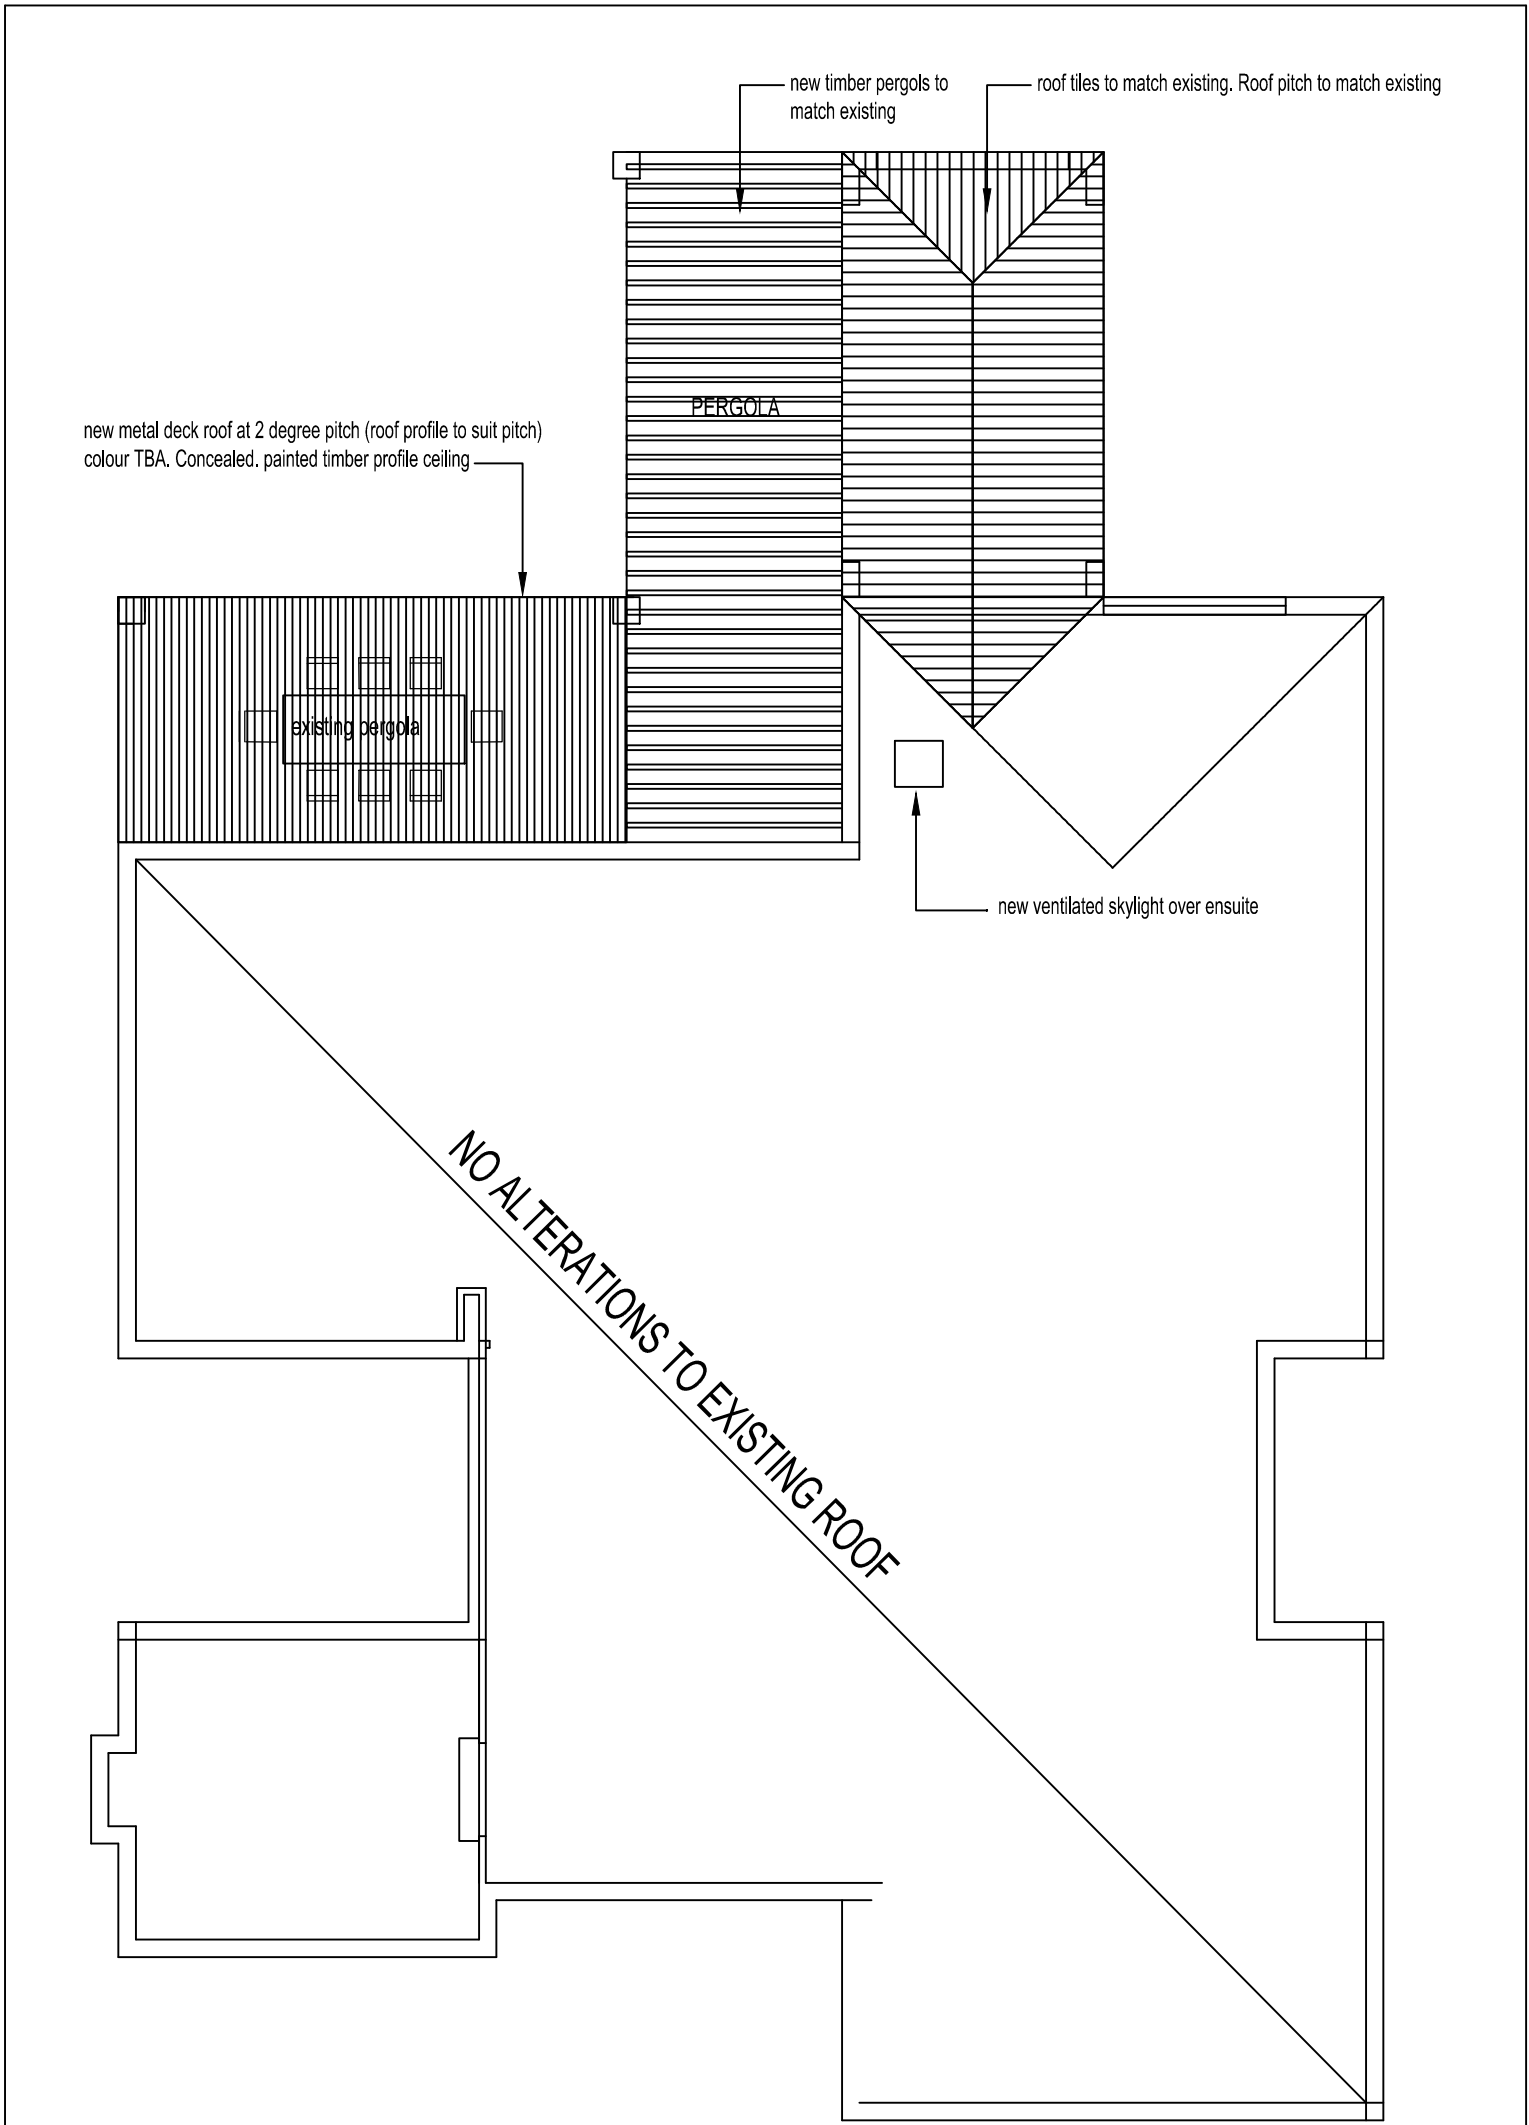 new timber pergols to
match existing
roof tiles to match existing. Roof pitch to match existing
PERGOLA
new metal deck roof at 2 degree pitch (roof profile to suit pitch)
colour TBA. Concealed. painted timber profile ceiling
existing pergola
new ventilated skylight over ensuite
NO ALTERATIONS TO EXISTING ROOF